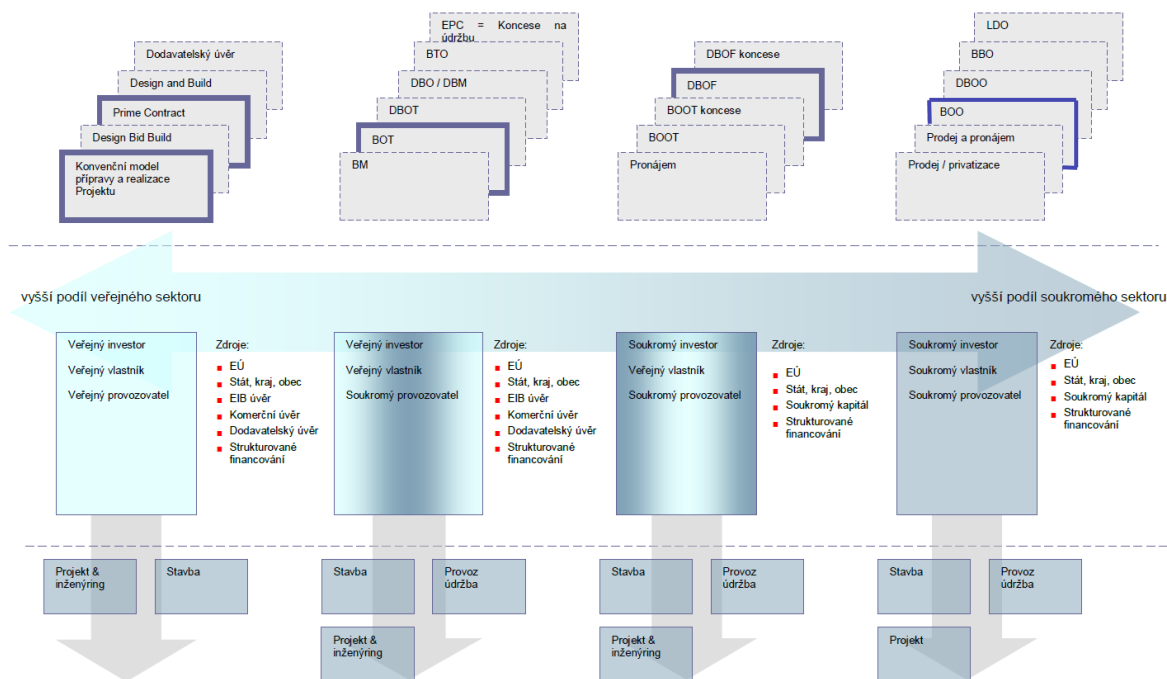 Dodavatelský úvěr
Design and Build
Prime Contract
Design Bid Build
Konvenční model
přípravy a realizace
Projektu
EPC = Koncese na
údržbu
BTO
DBO / DBM
DBOT
BOT
BM
DBOF koncese
DBOF
BOOT koncese
BOOT
Pronájem
LDO
BBO
DBOO
BOO
Prodej a pronájem
Prodej / privatizace
vyšší podíl veřejného sektoru
vyšší podíl soukromého sektoru
Veřejný investor
Veřejný vlastník
Veřejný provozovatel
Zdroje:
EÚ
Stát, kraj, obec
EIB úvěr
Komerční úvěr
Dodavatelský úvěr
Strukturované
financování
Veřejný investor
Veřejný vlastník
Soukromý provozovatel
Zdroje:
EÚ
Stát, kraj, obec
EIB úvěr
Komerční úvěr
Dodavatelský úvěr
Strukturované
financování
Soukromý investor
Veřejný vlastník
Soukromý provozovatel
Zdroje:
EÚ
Stát, kraj, obec
Soukromý kapitál
Strukturované
financování
Soukromý investor
Soukromý vlastník
Soukromý provozovatel
Zdroje:
EÚ
Stát, kraj, obec
Soukromý kapitál
Strukturované
financování
Projekt &
inženýring
Stavba
Stavba
Provoz
údržba
Projekt &
inženýring
Stavba
Provoz
údržba
Projekt &
inženýring
Stavba
Provoz
údržba
Projekt